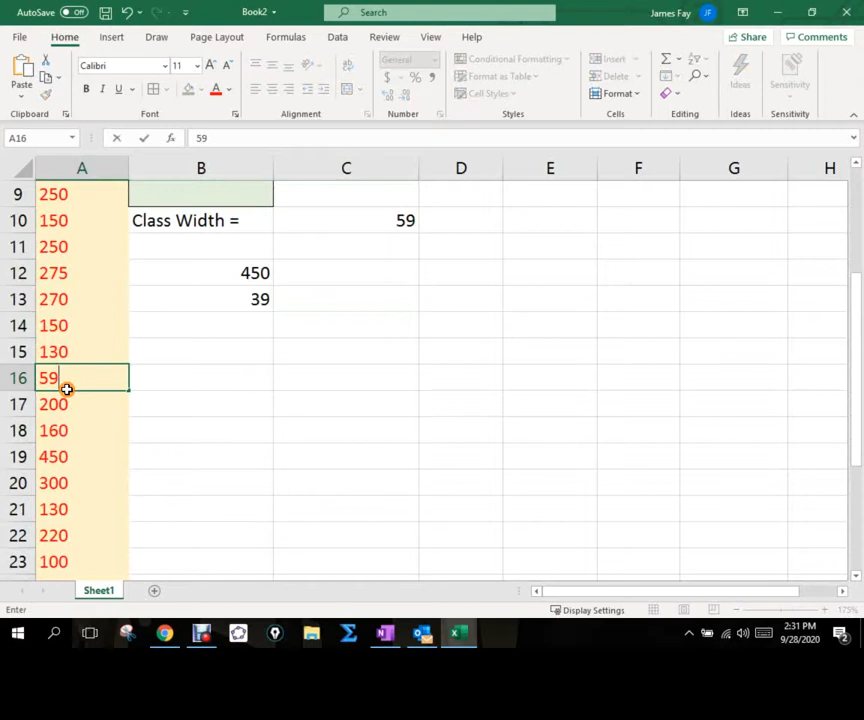 AutoSave Off Book2 Search James Fay JF
File Home Insert Draw Page Layout Formulas Data Review View Help Share Comments
Paste Calibri 11 A A General Conditional Formatting Insert
B I U A $ % 9 Format as Table Delete Ideas Sensitivity
Cell Styles Format
Clipboard Font Alignment Number Styles Cells Editing Ideas Sensitivity
A16 fx 59
A B C D E F G H
9 250
10 150 Class Width = 59
11 250
12 275 450
13 270 39
14 150
15 130
16 59
17 200
18 160
19 450
20 300
21 130
22 220
23 100
Sheet1
Enter Display Settings 175%
2:31 PM
9/28/2020
2